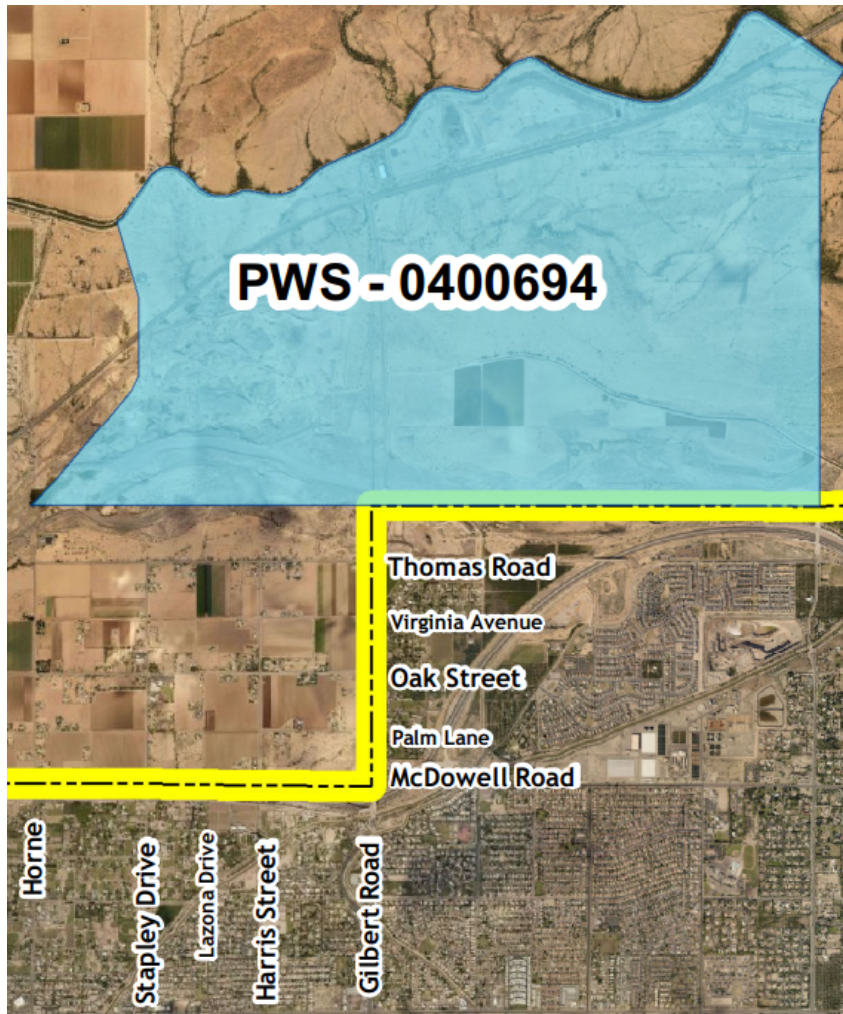 PWS - 0400694
Thomas Road
Virginia Avenue
Oak Street
Palm Lane
McDowell Road
Horne
Stapley Drive
Lazona Drive
Harris Street
Gilbert Road